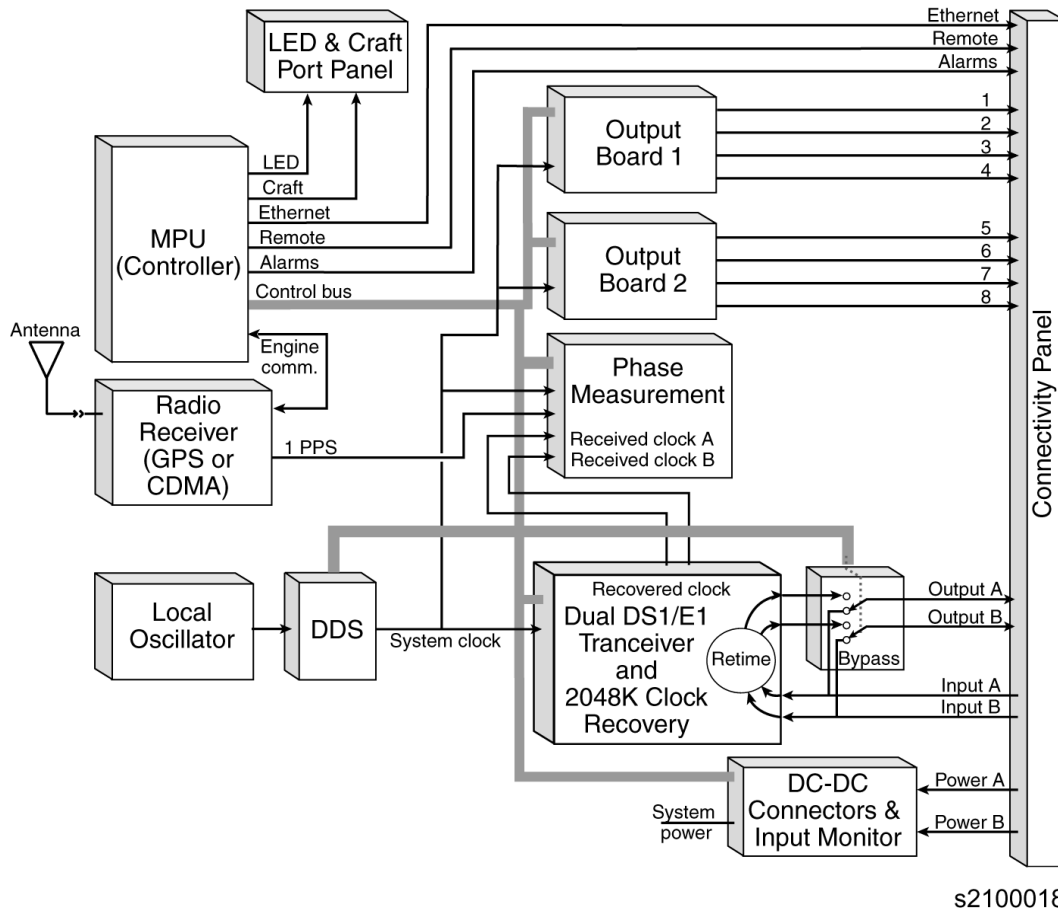 Ethernet
Remote
Alarms
LED & Craft
Port Panel
1
2
3
4
Output
Board 1
MPU
(Controller)
LED
Craft
Ethernet
Remote
Alarms
Control bus
5
6
7
8
Output
Board 2
Connectivity Panel
Antenna
Engine
comm.
Phase
Measurement
Received clock A
Received clock B
Radio
Receiver
(GPS or
CDMA)
1 PPS
Local
Oscillator
DDS
System clock
Recovered clock
Dual DS1/E1
Tranceiver
and
2048K Clock
Recovery
Retime
Bypass
Output A
Output B
Input A
Input B
DC-DC
Connectors &
Input Monitor
System
power
Power A
Power B
s2100018